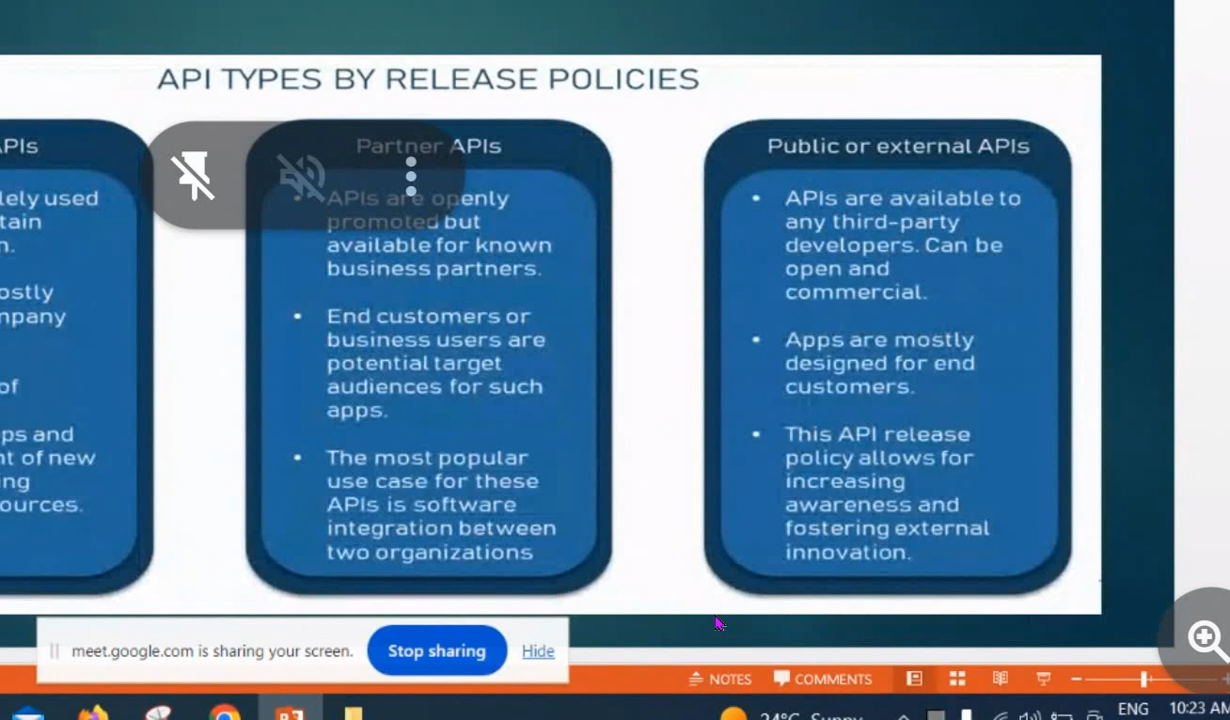 API TYPES BY RELEASE POLICIES
APIs
lely used
tain
n.
ostly
mpany
of
ps and
nt of new
ing
ources.
Partner APIs
APIs are openly
promoted but
available for known
business partners.
• End customers or
business users are
potential target
audiences for such
apps.
• The most popular
use case for these
APIs is software
integration between
two organizations
Public or external APIs
• APIs are available to
any third-party
developers. Can be
open and
commercial.
• Apps are mostly
designed for end
customers.
• This API release
policy allows for
increasing
awareness and
fostering external
innovation.
meet.google.com is sharing your screen.
Stop sharing
Hide
NOTES
COMMENTS
24°C Sunny
ENG
10:23 AM